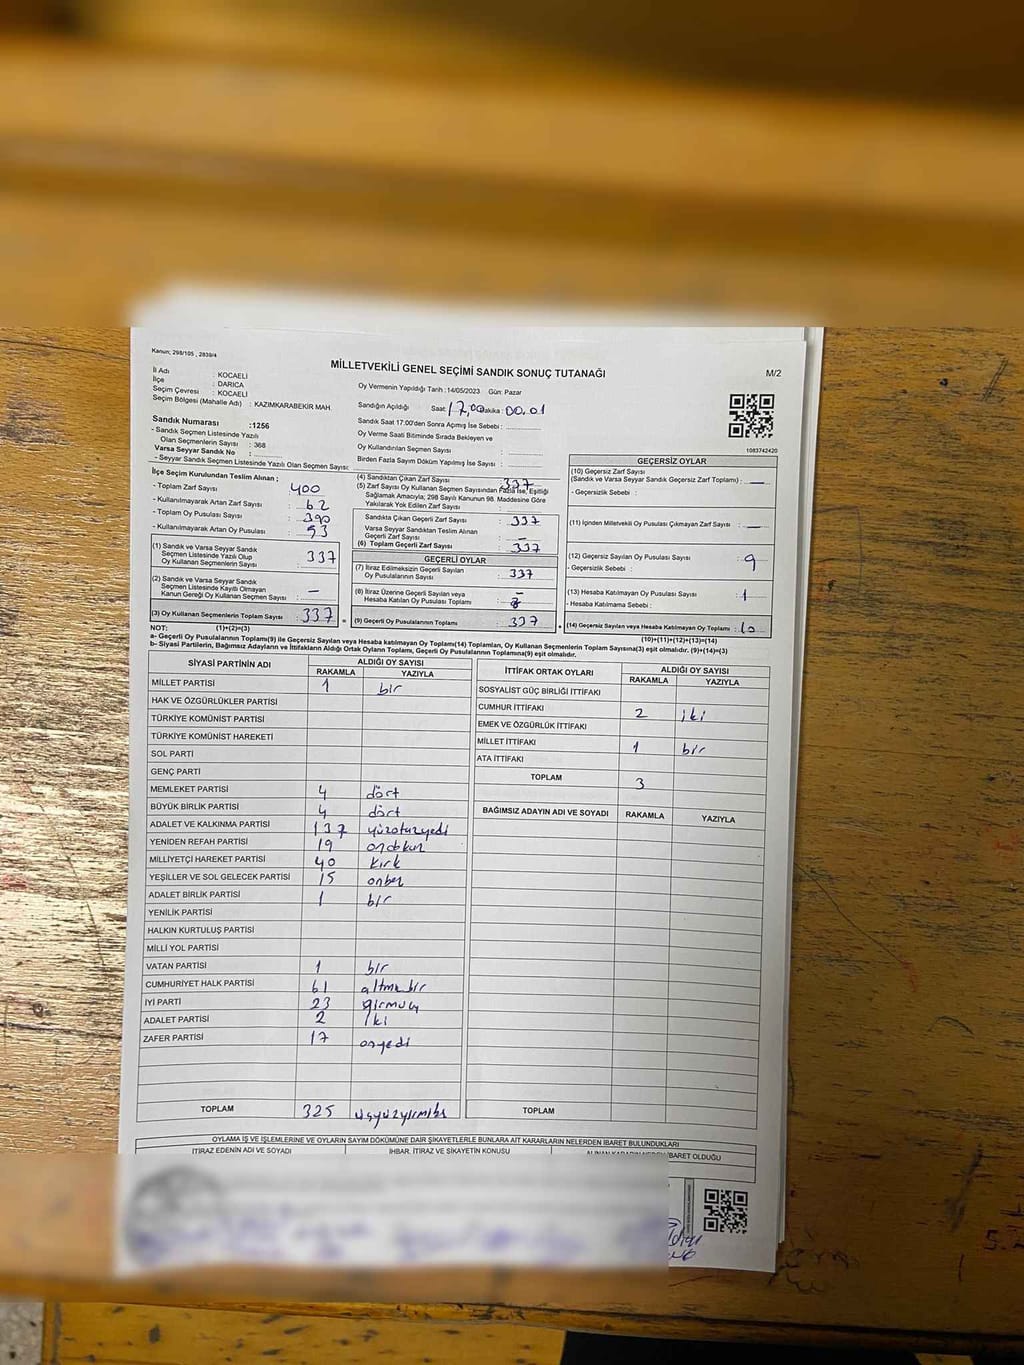 Kanun; 298/105 , 2839/4
MİLLETVEKİLİ GENEL SEÇİMİ SANDIK SONUÇ TUTANAĞI
M/2
İl Adı : KOCAELİ
İlçe : DARICA
Seçim Çevresi : KOCAELİ
Seçim Bölgesi (Mahalle Adı) : KAZIMKARABEKİR MAH.
Oy Vermenin Yapıldığı Tarih : 14/05/2023 Gün: Pazar
Sandığın Açıldığı Saat: 17,00 Dakika : 00.01
Sandık Saat 17.00'den Sonra Açmış İse Sebebi :
Oy Verme Saati Bitiminde Sırada Bekleyen ve
Oy Kullandırılan Seçmen Sayısı :
Birden Fazla Sayım Döküm Yapılmış İse Sayısı :
Sandık Numarası :1256
- Sandık Seçmen Listesinde Yazılı
Olan Seçmenlerin Sayısı : 368
Varsa Seyyar Sandık No :
- Seyyar Sandık Seçmen Listesinde Yazılı Olan Seçmen Sayısı:
1083742420
İlçe Seçim Kurulundan Teslim Alınan ;
- Toplam Zarf Sayısı : 400
- Kullanılmayarak Artan Zarf Sayısı : 62
- Toplam Oy Pusulası Sayısı : 390
- Kullanılmayarak Artan Oy Pusulası : 53
(1) Sandık ve Varsa Seyyar Sandık
Seçmen Listesinde Yazılı Olup
Oy Kullanan Seçmenlerin Sayısı : 337
(2) Sandık ve Varsa Seyyar Sandık
Seçmen Listesinde Kayıtlı Olmayan
Kanun Gereği Oy Kullanan Seçmen Sayısı : —
(3) Oy Kullanan Seçmenlerin Toplam Sayısı : 337
(4) Sandıktan Çıkan Zarf Sayısı : 337
(5) Zarf Sayısı Oy Kullanan Seçmen Sayısından Fazla İse, Eşitliği
Sağlamak Amacıyla; 298 Sayılı Kanunun 98. Maddesine Göre
Yakılarak Yok Edilen Zarf Sayısı :
Sandıkta Çıkan Geçerli Zarf Sayısı : 337
Varsa Seyyar Sandıktan Teslim Alınan
Geçerli Zarf Sayısı : —
(6) Toplam Geçerli Zarf Sayısı : 337
GEÇERLİ OYLAR
(7) İtiraz Edilmeksizin Geçerli Sayılan
Oy Pusulalarının Sayısı : 337
(8) İtiraz Üzerine Geçerli Sayılan veya
Hesaba Katılan Oy Pusulası Toplamı : —
(9) Geçerli Oy Pusulalarının Toplamı : 337
GEÇERSİZ OYLAR
(10) Geçersiz Zarf Sayısı
(Sandık ve Varsa Seyyar Sandık Geçersiz Zarf Toplamı) : —
- Geçersizlik Sebebi :
(11) İçinden Milletvekili Oy Pusulası Çıkmayan Zarf Sayısı : —
(12) Geçersiz Sayılan Oy Pusulası Sayısı : 9
- Geçersizlik Sebebi :
(13) Hesaba Katılmayan Oy Pusulası Sayısı : 1
- Hesaba Katılmama Sebebi :
(14) Geçersiz Sayılan veya Hesaba Katılmayan Oy Toplamı : 10
NOT: (1)+(2)=(3)
(10)+(11)+(12)+(13)=(14)
a- Geçerli Oy Pusulalarının Toplamı(9) ile Geçersiz Sayılan veya Hesaba katılmayan Oy Toplamı(14) Toplamları, Oy Kullanan Seçmenlerin Toplam Sayısına(3) eşit olmalıdır. (9)+(14)=(3)
b- Siyasi Partilerin, Bağımsız Adayların ve İttifakların Aldığı Ortak Oyların Toplamı, Geçerli Oy Pusulalarının Toplamına(9) eşit olmalıdır.
SİYASİ PARTİNİN ADI ALDIĞI OY SAYISI
RAKAMLA YAZIYLA
MİLLET PARTİSİ 1 bir
HAK VE ÖZGÜRLÜKLER PARTİSİ
TÜRKİYE KOMÜNİST PARTİSİ
TÜRKİYE KOMÜNİST HAREKETİ
SOL PARTİ
GENÇ PARTİ
MEMLEKET PARTİSİ 4 dört
BÜYÜK BİRLİK PARTİSİ 4 dört
ADALET VE KALKINMA PARTİSİ 137 yüzotuzyedi
YENİDEN REFAH PARTİSİ 19 ondokuz
MİLLİYETÇİ HAREKET PARTİSİ 40 kırk
YEŞİLLER VE SOL GELECEK PARTİSİ 15 onbeş
ADALET BİRLİK PARTİSİ 1 bir
YENİLİK PARTİSİ
HALKIN KURTULUŞ PARTİSİ
MİLLİ YOL PARTİSİ
VATAN PARTİSİ 1 bir
CUMHURİYET HALK PARTİSİ 61 altmışbir
İYİ PARTİ 23 yirmiüç
ADALET PARTİSİ 2 iki
ZAFER PARTİSİ 17 onyedi
TOPLAM 325 üçyüzyirmibeş
İTTİFAK ORTAK OYLARI ALDIĞI OY SAYISI
RAKAMLA YAZIYLA
SOSYALİST GÜÇ BİRLİĞİ İTTİFAKI
CUMHUR İTTİFAKI 2 iki
EMEK VE ÖZGÜRLÜK İTTİFAKI
MİLLET İTTİFAKI 1 bir
ATA İTTİFAKI
TOPLAM 3
BAĞIMSIZ ADAYIN ADI VE SOYADI RAKAMLA YAZIYLA
TOPLAM
OYLAMA İŞ VE İŞLEMLERİNE VE OYLARIN SAYIM DÖKÜMÜNE DAİR ŞİKAYETLERLE BUNLARA AİT KARARLARIN NELERDEN İBARET BULUNDUKLARI
İTİRAZ EDENİN ADI VE SOYADI İHBAR, İTİRAZ VE ŞİKAYETİN KONUSU ALINAN KARARIN NEDEN İBARET OLDUĞU